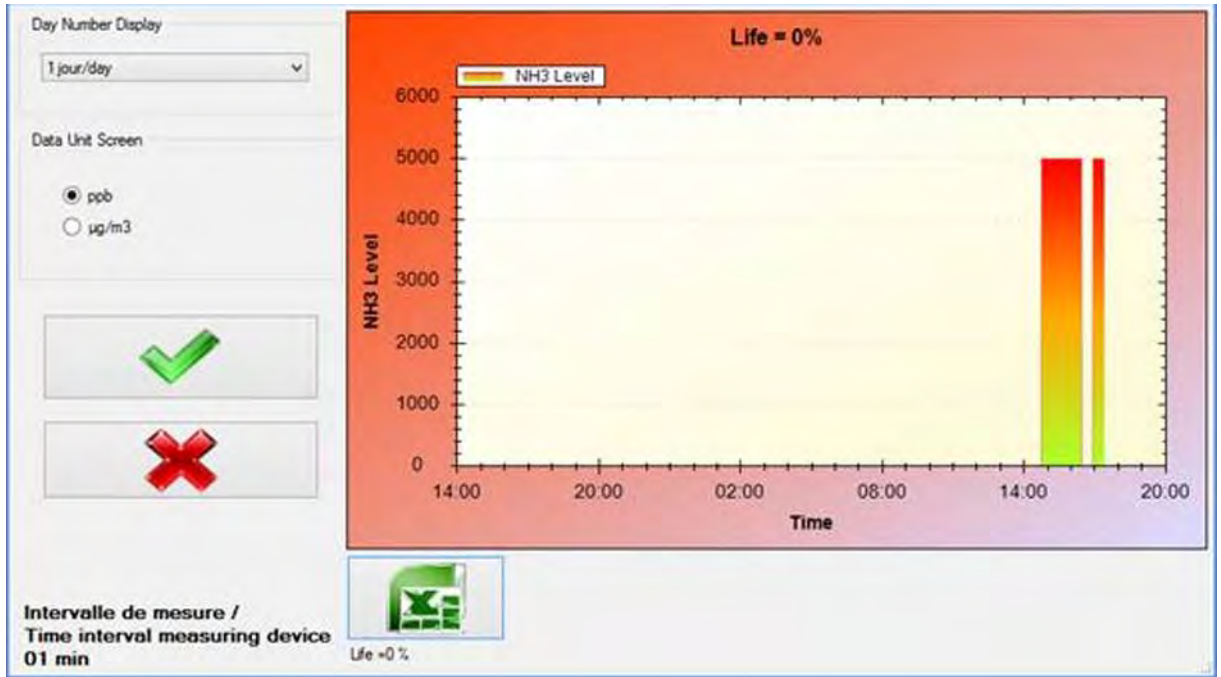 Day Number Display
1 jour/day
Data Unit Screen
ppb
µg/m3
Intervalle de mesure /
Time interval measuring device
01 min
Life = 0%
NH3 Level
6000
5000
4000
3000
2000
1000
0
NH3 Level
14:00 20:00 02:00 08:00 14:00 20:00
Time
Life =0 %